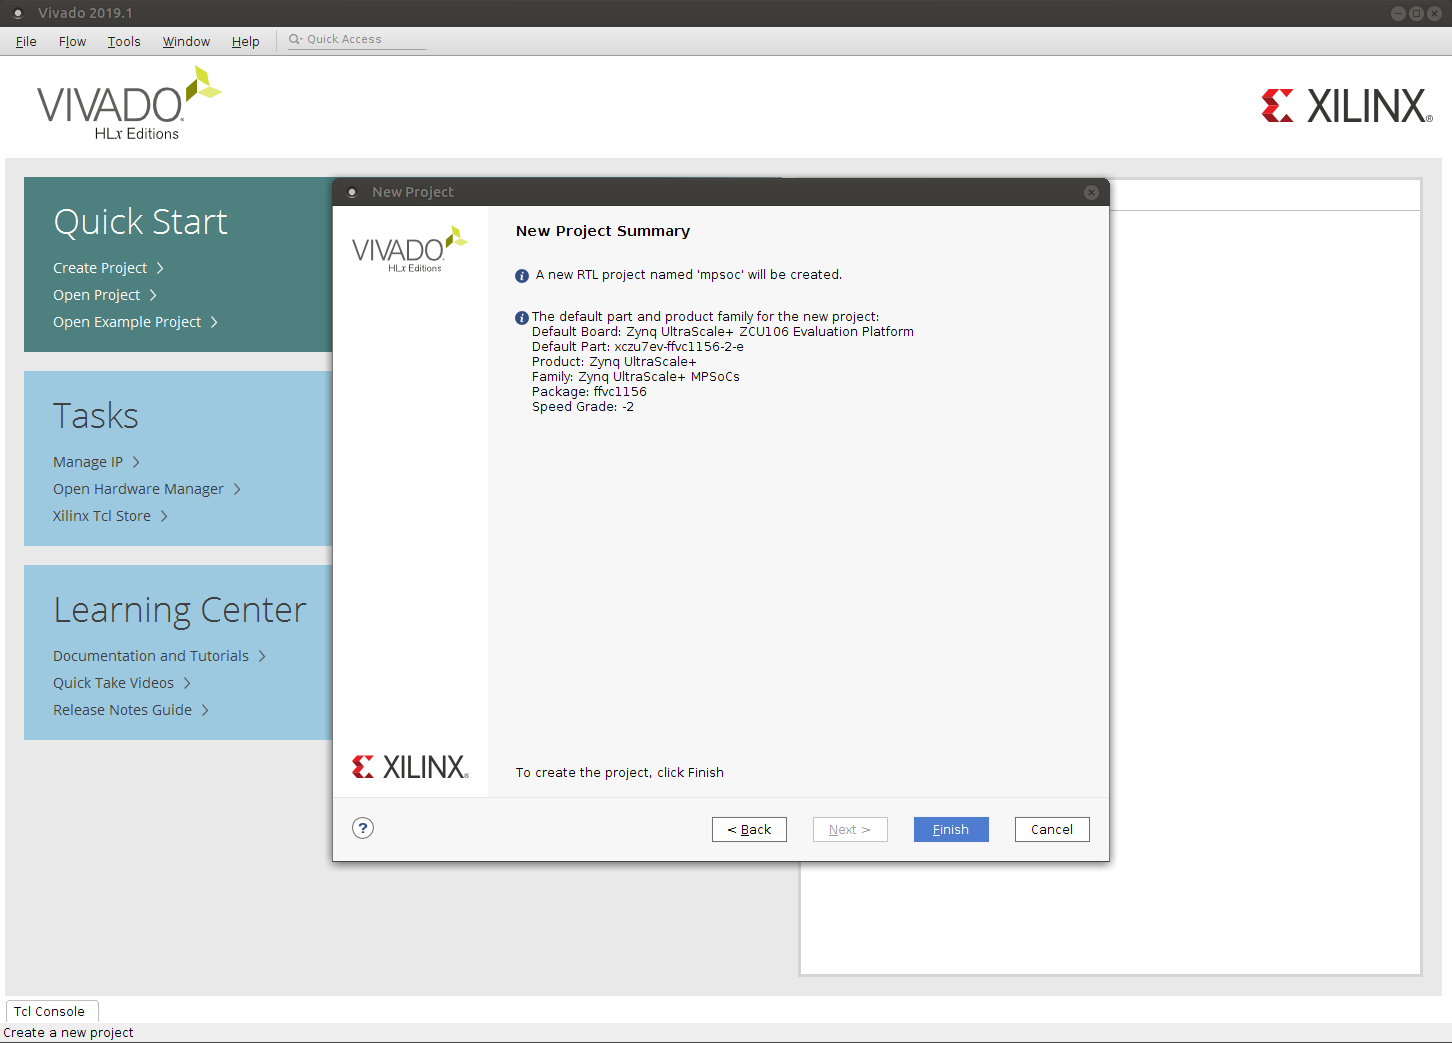 Vivado 2019.1
File Flow Tools Window Help Quick Access
VIVADO.
HLx Editions
XILINX®
Quick Start
Create Project >
Open Project >
Open Example Project >
Tasks
Manage IP >
Open Hardware Manager >
Xilinx Tcl Store >
Learning Center
Documentation and Tutorials >
Quick Take Videos >
Release Notes Guide >
New Project
VIVADO.
HLx Editions
New Project Summary
A new RTL project named 'mpsoc' will be created.
The default part and product family for the new project:
Default Board: Zynq UltraScale+ ZCU106 Evaluation Platform
Default Part: xczu7ev-ffvc1156-2-e
Product: Zynq UltraScale+
Family: Zynq UltraScale+ MPSoCs
Package: ffvc1156
Speed Grade: -2
XILINX®
To create the project, click Finish
? < Back Next > Finish Cancel
Tcl Console
Create a new project